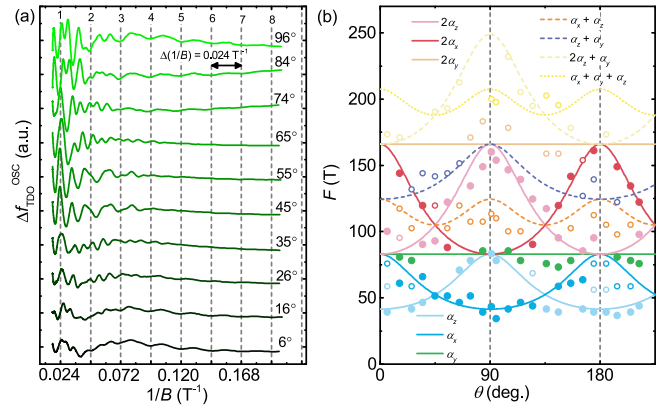 (a)
1 2 3 4 5 6 7 8
96°
Δ(1/B) = 0.024 T⁻¹
84°
74°
65°
55°
45°
35°
26°
16°
6°
Δf_TDO^OSC (a.u.)
0.024 0.072 0.120 0.168
1/B (T⁻¹)
(b)
2α_z
2α_x
2α_y
α_x + α_z
α_z + α_y
2α_z + α_y
α_x + α_y + α_z
250
200
150
100
50
0
F (T)
α_z
α_x
α_y
0 90 180
θ (deg.)